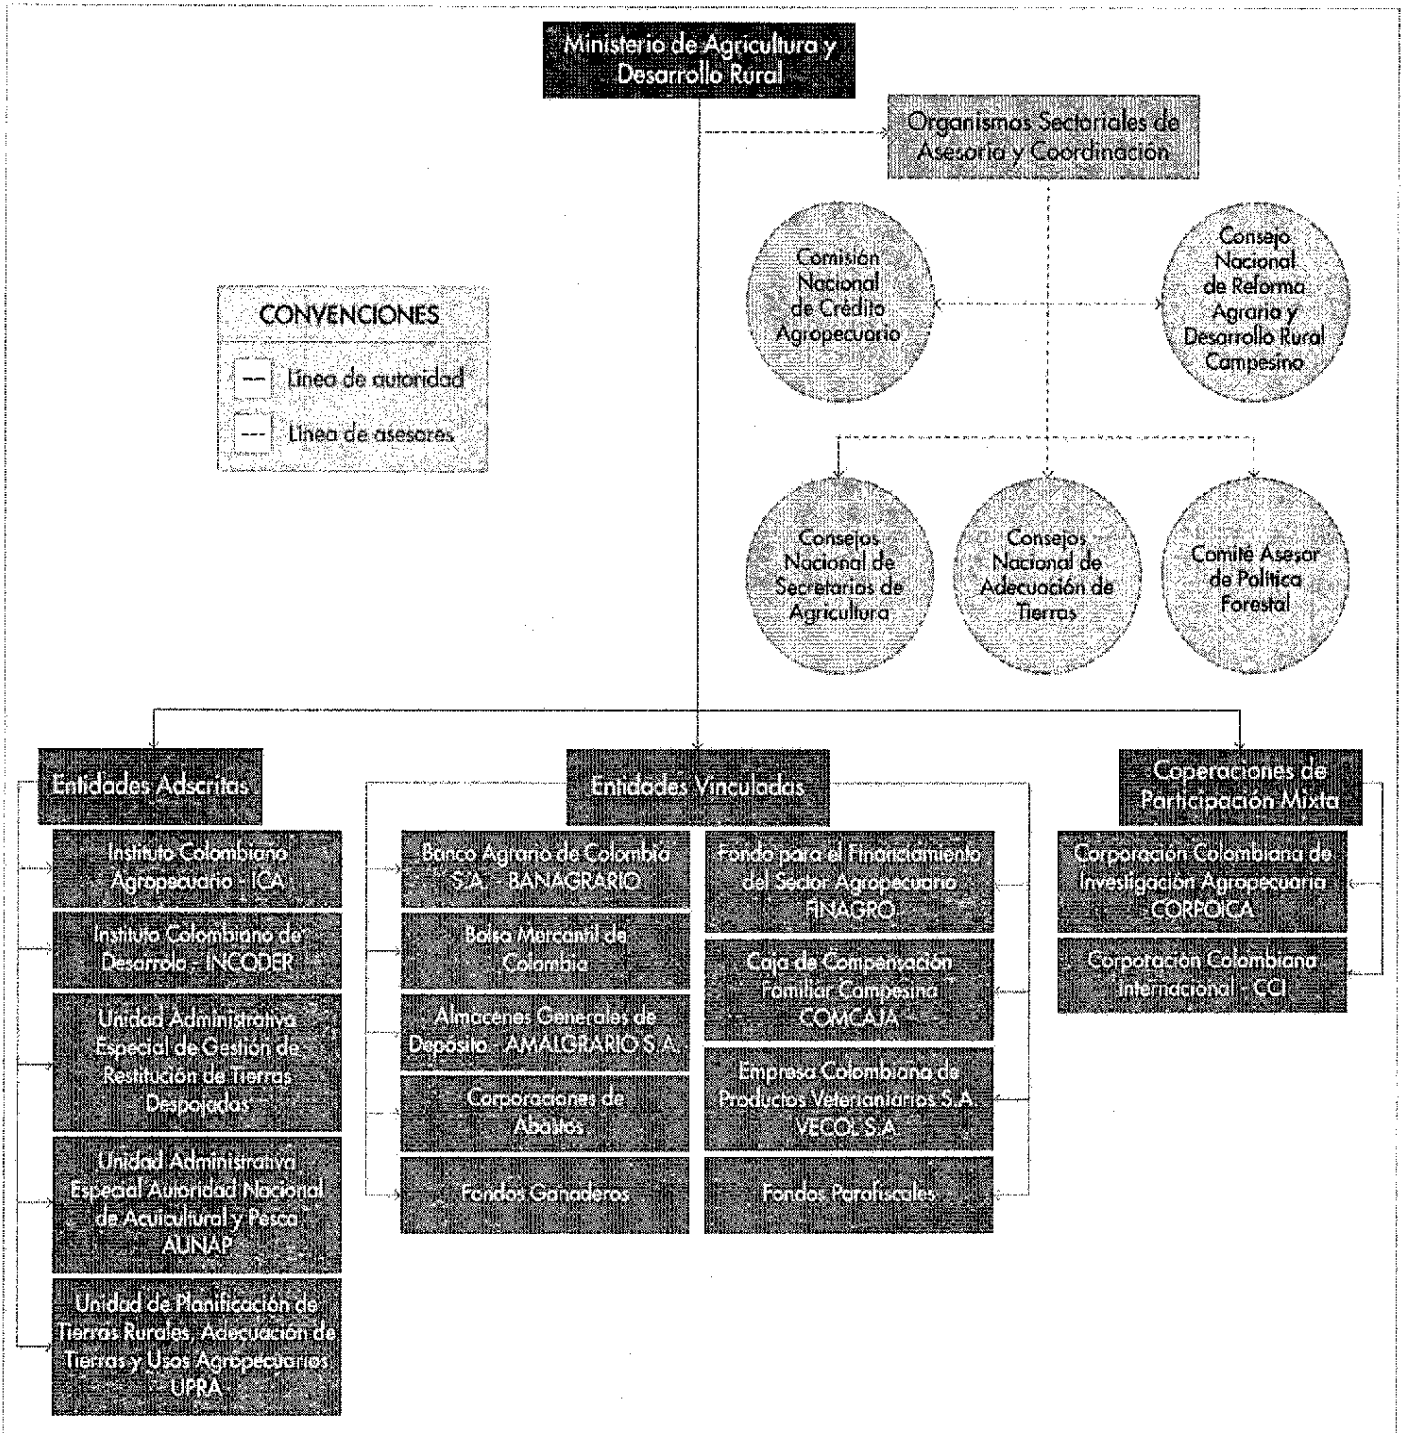 Ministerio de Agricultura y
Desarrollo Rural
Organismos Sectoriales de
Asesoría y Coordinación
Comisión
Nacional
de Crédito
Agropecuario
Consejo
Nacional
de Reforma
Agraria y
Desarrollo Rural
Campesino
CONVENCIONES
Línea de autoridad
Línea de asesores
Consejos
Nacional de
Secretarios de
Agricultura
Consejos
Nacional de
Adecuación de
Tierras
Comité Asesor
de Política
Forestal
Entidades Adscritas
Instituto Colombiano
Agropecuario - ICA
Instituto Colombiano de
Desarrollo - INCODER
Unidad Administrativa
Especial de Gestión de
Restitución de Tierras
Despojadas
Unidad Administrativa
Especial Autoridad Nacional
de Acuicultural y Pesca
AUNAP
Unidad de Planificación de
Tierras Rurales, Adecuación de
Tierras y Usos Agropecuarios
- UPRA -
Entidades Vinculadas
Banco Agrario de Colombia
S.A. - BANAGRARIO
Bolsa Mercantil de
Colombia
Almacenes Generales de
Depósito - AMALGRARIO S.A.
Corporaciones de
Abastos
Fondos Ganaderos
Fondo para el Financiamiento
del Sector Agropecuario
FINAGRO
Caja de Compensación
Familiar Campesina
COMCAJA
Empresa Colombiana de
Productos Veterianiarios S.A.
VECOL S.A.
Fondos Parafiscales
Coperaciones de
Participación Mixta
Corporación Colombiana de
Investigación Agropecuaria
CORPOICA
Corporación Colombiana
Internacional - CCI